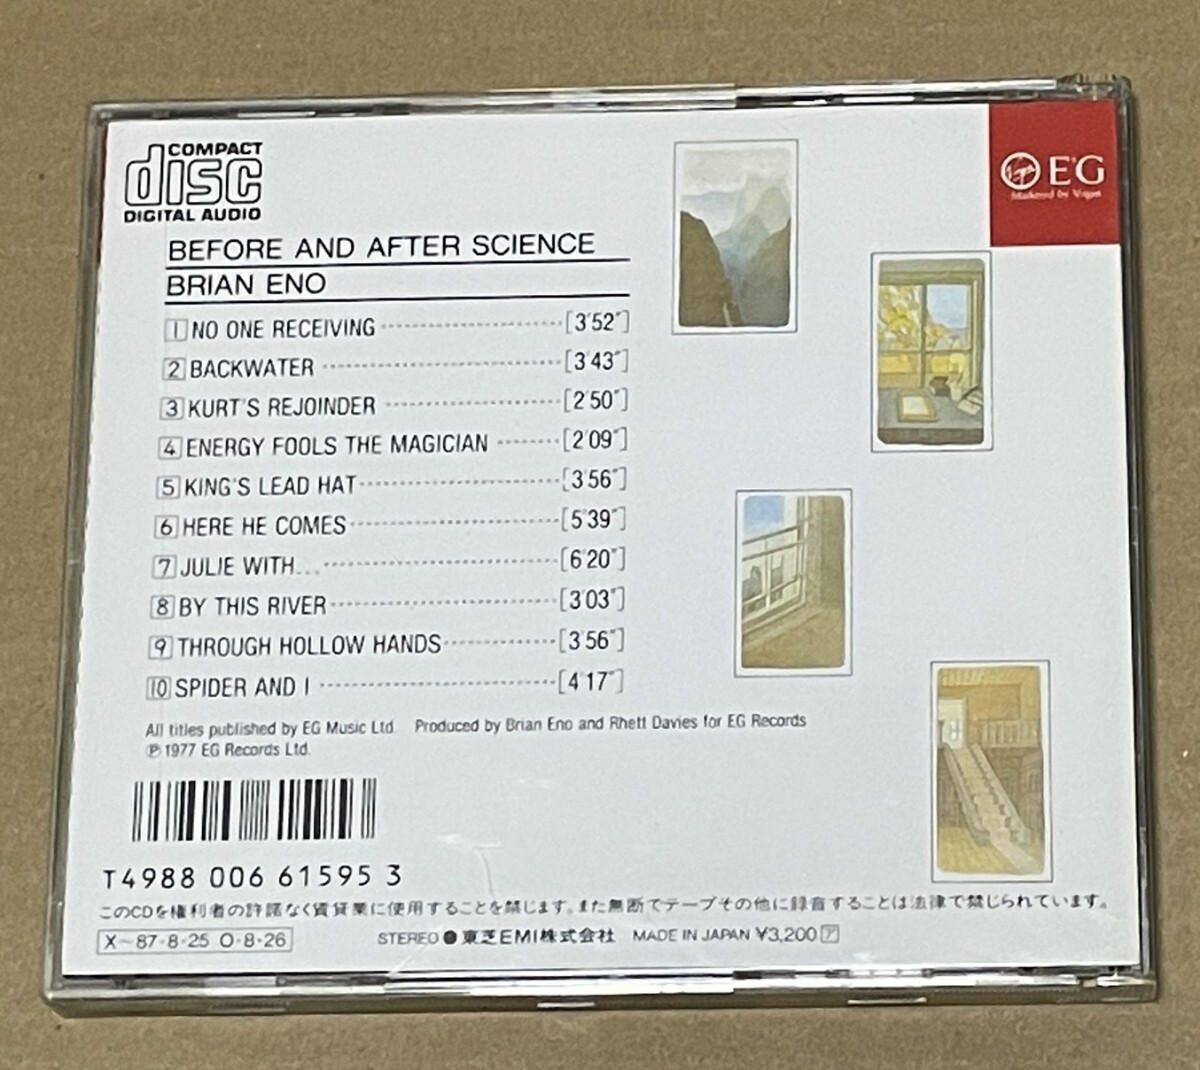 COMPACT
disc
DIGITAL AUDIO
Virgin E'G
Marketed by Virgin
BEFORE AND AFTER SCIENCE
BRIAN ENO
1 NO ONE RECEIVING [3'52"]
2 BACKWATER [3'43"]
3 KURT'S REJOINDER [2'50"]
4 ENERGY FOOLS THE MAGICIAN [2'09"]
5 KING'S LEAD HAT [3'56"]
6 HERE HE COMES [5'39"]
7 JULIE WITH... [6'20"]
8 BY THIS RIVER [3'03"]
9 THROUGH HOLLOW HANDS [3'56"]
10 SPIDER AND I [4'17"]
All titles published by EG Music Ltd. Produced by Brian Eno and Rhett Davies for EG Records
℗ 1977 EG Records Ltd.
T4988 006 61595 3
このCDを権利者の許諾なく賃貸業に使用することを禁じます。また無断でテープその他に録音することは法律で禁じられています。
X-87・8・25 O・8・26 STEREO ● 東芝EMI株式会社 MADE IN JAPAN ¥3,200 ア